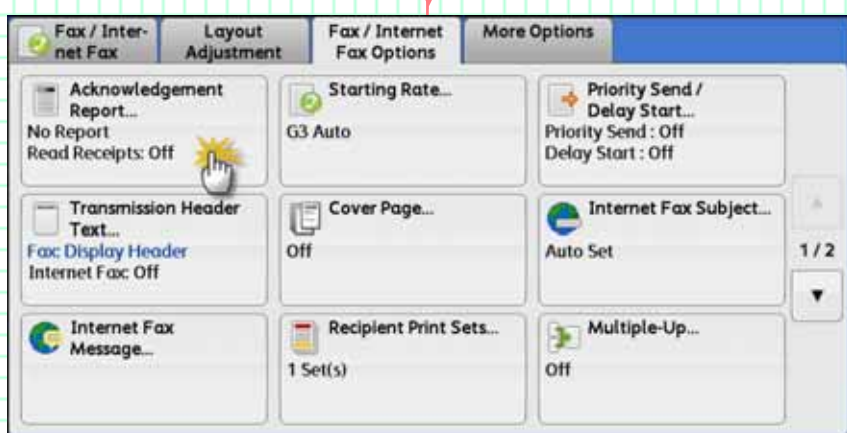 Fax / Inter-
net Fax
Layout
Adjustment
Fax / Internet
Fax Options
More Options
Acknowledgement
Report...
No Report
Read Receipts: Off
Starting Rate...
G3 Auto
Priority Send /
Delay Start...
Priority Send : Off
Delay Start : Off
Transmission Header
Text...
Fax: Display Header
Internet Fax: Off
Cover Page...
Off
Internet Fax Subject...
Auto Set
1 / 2
Internet Fax
Message...
Recipient Print Sets...
1 Set(s)
Multiple-Up...
Off